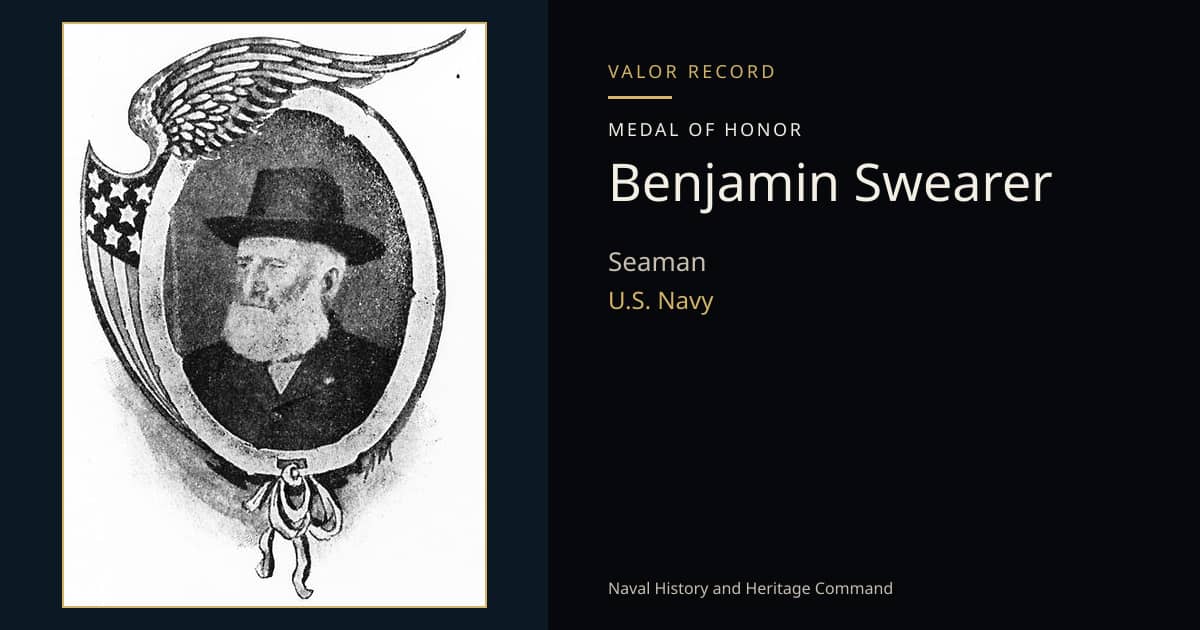 VALOR RECORD
MEDAL OF HONOR
Benjamin Swearer
Seaman
U.S. Navy
Naval History and Heritage Command